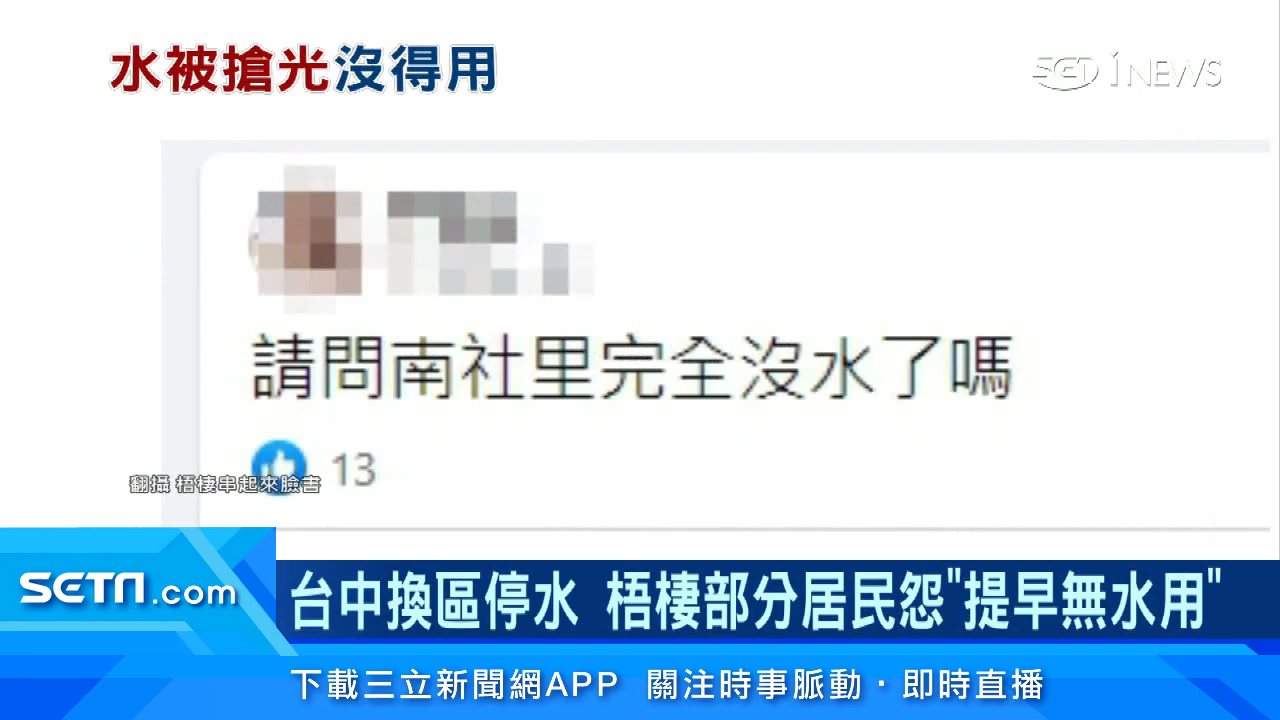 水被搶光沒得用
SET iNEWS
請問南社里完全沒水了嗎
13
翻攝 梧棲串起來臉書
SETN.com
台中換區停水 梧棲部分居民怨"提早無水用"
下載三立新聞網APP 關注時事脈動·即時直播